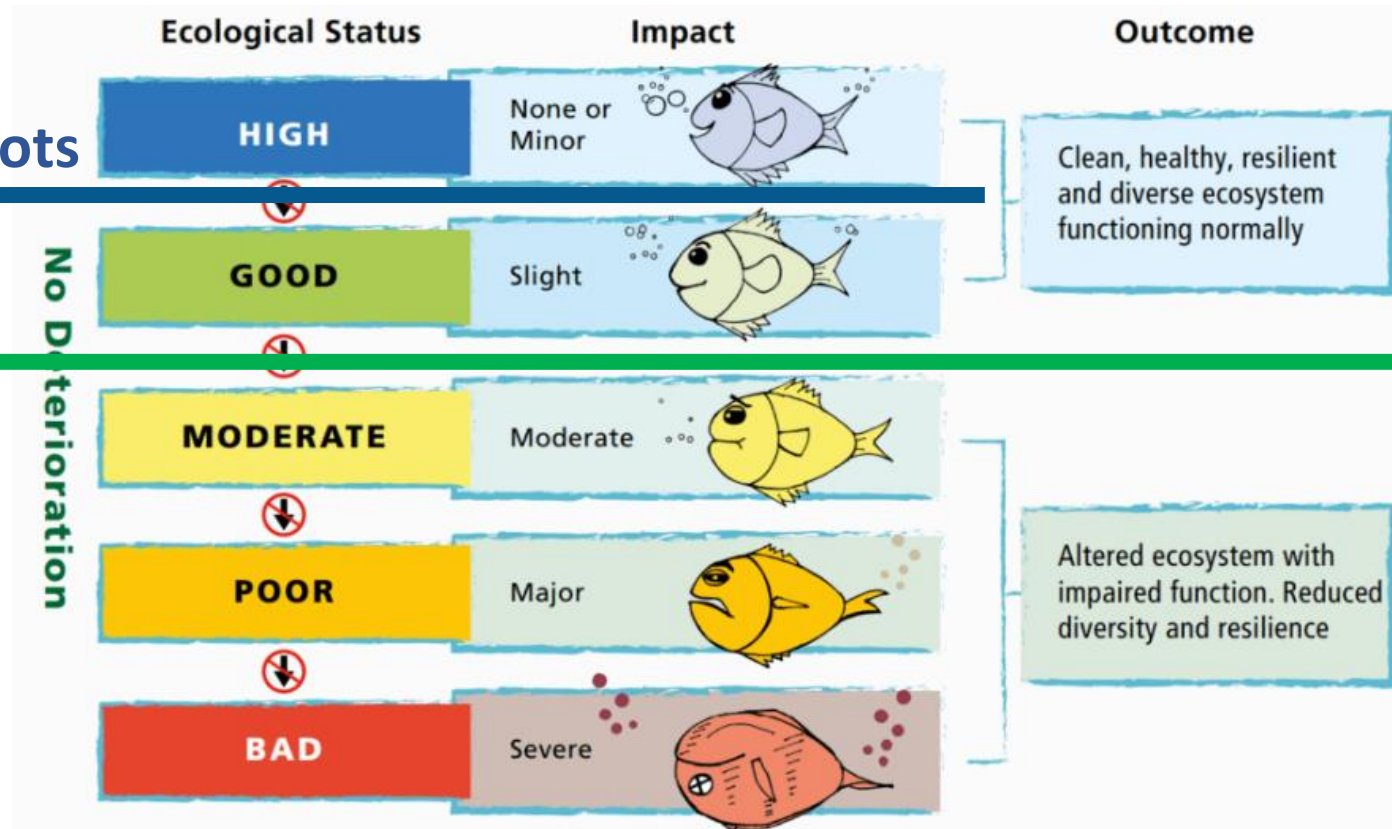 Ecological Status
Impact
Outcome
ots
HIGH
None or
Minor
Clean, healthy, resilient
and diverse ecosystem
functioning normally
No Deterioration
GOOD
Slight
MODERATE
Moderate
POOR
Major
Altered ecosystem with
impaired function. Reduced
diversity and resilience
BAD
Severe